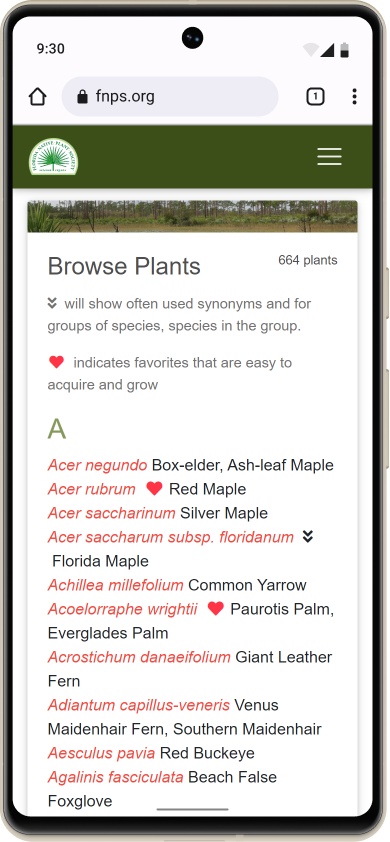 9:30
fnps.org
1
FLORIDA NATIVE PLANT SOCIETY
Browse Plants
664 plants
will show often used synonyms and for
groups of species, species in the group.
indicates favorites that are easy to
acquire and grow
A
Acer negundo Box-elder, Ash-leaf Maple
Acer rubrum Red Maple
Acer saccharinum Silver Maple
Acer saccharum subsp. floridanum
Florida Maple
Achillea millefolium Common Yarrow
Acoelorraphe wrightii Paurotis Palm,
Everglades Palm
Acrostichum danaeifolium Giant Leather
Fern
Adiantum capillus-veneris Venus
Maidenhair Fern, Southern Maidenhair
Aesculus pavia Red Buckeye
Agalinis fasciculata Beach False
Foxglove